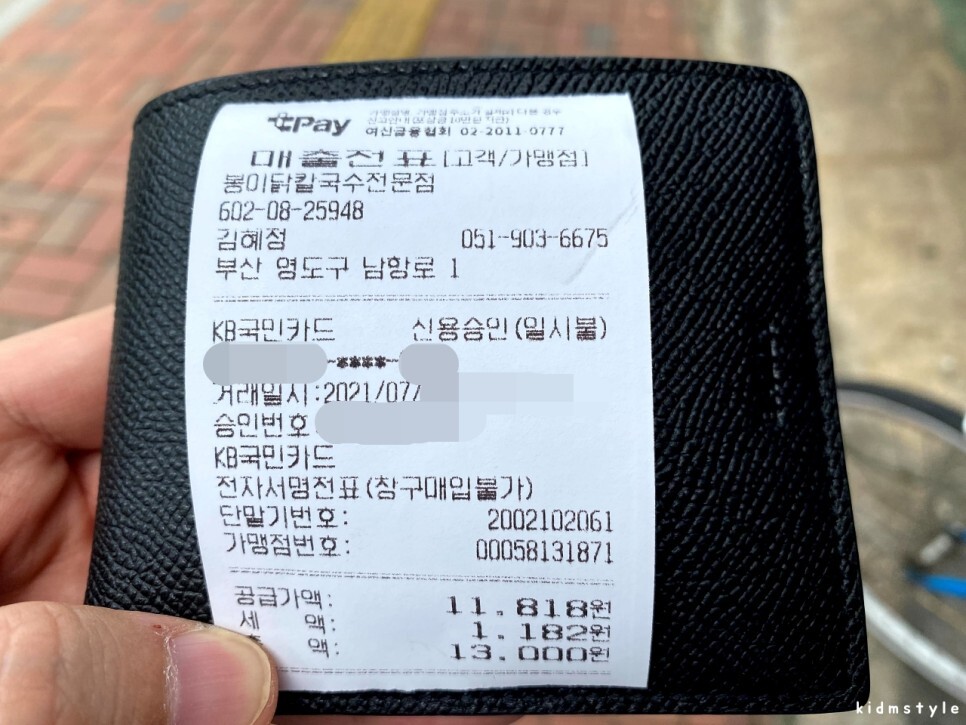 Pay
여신금융협회 02-2011-0777
매출전표[고객/가맹점]
봉이닭칼국수전문점
602-08-25948
김혜정 051-903-6675
부산 영도구 남항로 1
KB국민카드 신용승인(일시불)
~****~
거래일시:2021/07/
승인번호
KB국민카드
전자서명전표(창구매입불가)
단말기번호: 2002102061
가맹점번호: 00058131871
공급가액: 11.818원
세 액: 1.182원
액: 13.000원
kidmstyle